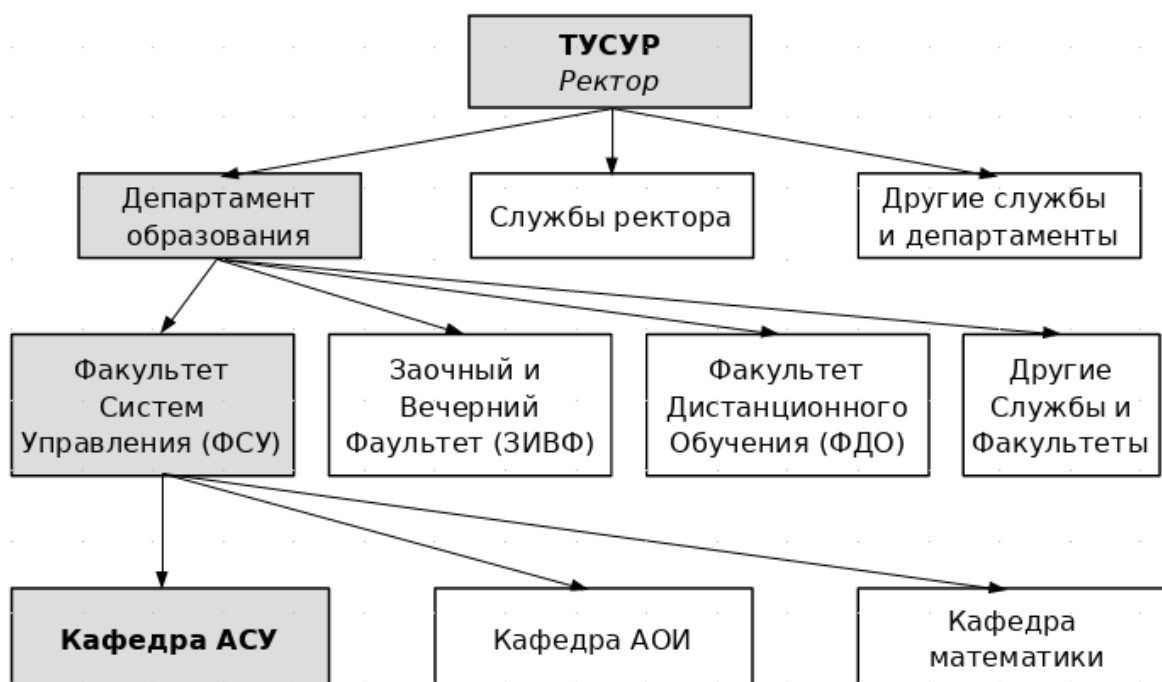 ТУСУР
Ректор
Департамент
образования
Службы ректора
Другие службы
и департаменты
Факультет
Систем
Управления (ФСУ)
Заочный и
Вечерний
Фаультет (ЗИВФ)
Факультет
Дистанционного
Обучения (ФДО)
Другие
Службы и
Факультеты
Кафедра АСУ
Кафедра АОИ
Кафедра
математики